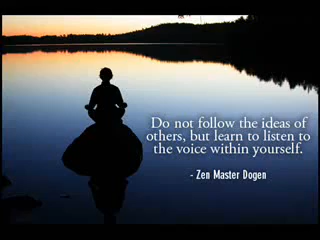 Do not follow the ideas of
others, but learn to listen to
the voice within yourself.
- Zen Master Dogen